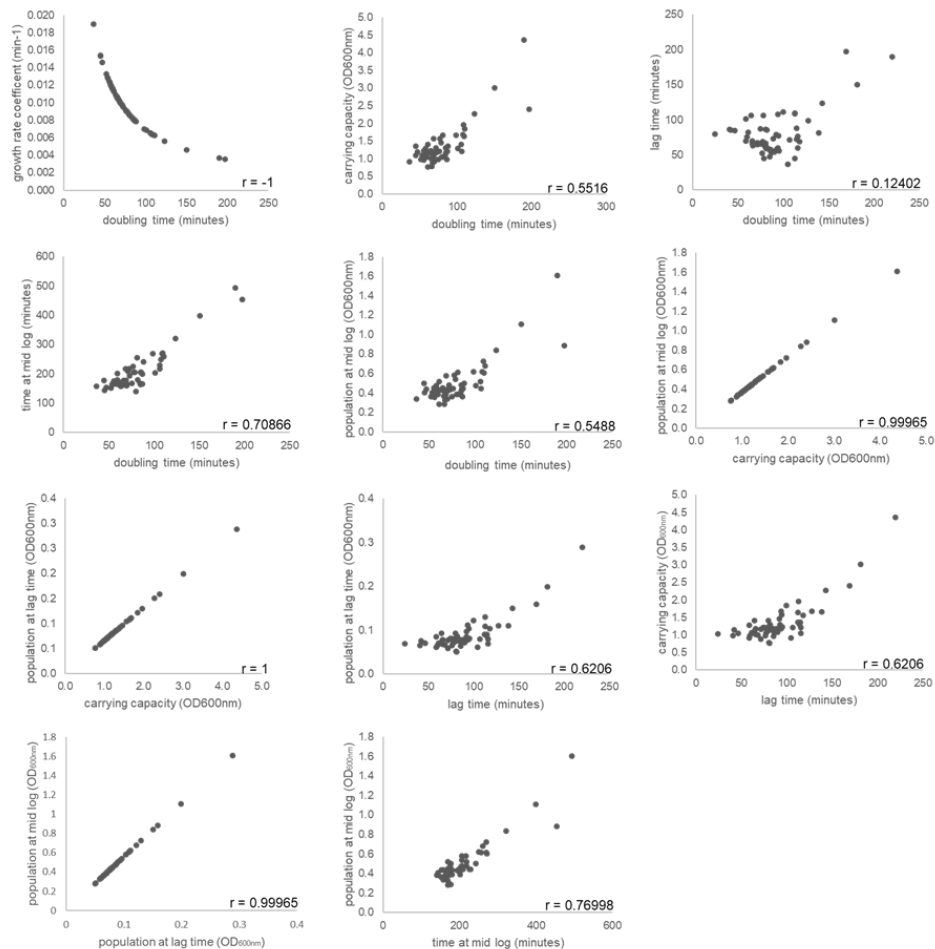 growth rate coefficent (min-1)
0.020
0.018
0.016
0.014
0.012
0.010
0.008
0.006
0.004
0.002
0.000
0 50 100 150 200 250
r = -1
doubling time (minutes)
carrying capacity (OD600nm)
5.0
4.5
4.0
3.5
3.0
2.5
2.0
1.5
1.0
0.5
0.0
0 100 200 300
r = 0.5516
doubling time (minutes)
lag time (minutes)
250
200
150
100
50
0
0 50 100 150 200 250
r = 0.12402
doubling time (minutes)
time at mid log (minutes)
600
500
400
300
200
100
0
0 50 100 150 200 250
r = 0.70866
doubling time (minutes)
population at mid log (OD600nm)
1.8
1.6
1.4
1.2
1.0
0.8
0.6
0.4
0.2
0.0
0 50 100 150 200 250
r = 0.5488
doubling time (minutes)
population at mid log (OD600nm)
1.8
1.6
1.4
1.2
1.0
0.8
0.6
0.4
0.2
0.0
0.0 1.0 2.0 3.0 4.0 5.0
r = 0.99965
carrying capacity (OD600nm)
population at lag time (OD600nm)
0.4
0.3
0.3
0.2
0.2
0.1
0.1
0.0
0.0 1.0 2.0 3.0 4.0 5.0
r = 1
carrying capacity (OD600nm)
population at lag time (OD600nm)
0.4
0.3
0.2
0.1
0.0
0 50 100 150 200 250
r = 0.6206
lag time (minutes)
carrying capacity (OD600nm)
5.0
4.5
4.0
3.5
3.0
2.5
2.0
1.5
1.0
0.5
0.0
0 50 100 150 200 250
r = 0.6206
lag time (minutes)
population at mid log (OD600nm)
1.8
1.6
1.4
1.2
1.0
0.8
0.6
0.4
0.2
0.0
0 0.1 0.2 0.3 0.4
r = 0.99965
population at lag time (OD600nm)
population at mid log (OD600nm)
1.8
1.6
1.4
1.2
1.0
0.8
0.6
0.4
0.2
0.0
0 200 400 600
r = 0.76998
time at mid log (minutes)